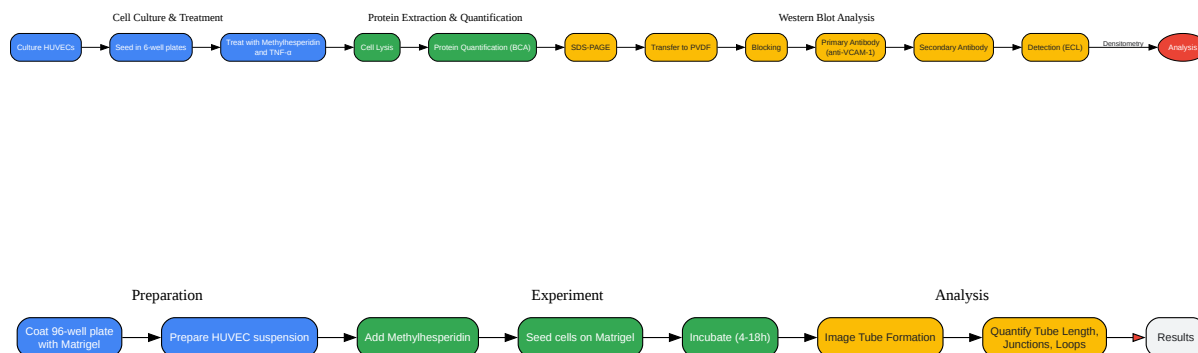 Cell Culture & Treatment
Protein Extraction & Quantification
Western Blot Analysis
Culture HUVECs
Seed in 6-well plates
Treat with Methylhesperidin
and TNF-α
Cell Lysis
Protein Quantification (BCA)
SDS-PAGE
Transfer to PVDF
Blocking
Primary Antibody
(anti-VCAM-1)
Secondary Antibody
Detection (ECL)
Densitometry
Analysis
Preparation
Experiment
Analysis
Coat 96-well plate
with Matrigel
Prepare HUVEC suspension
Add Methylhesperidin
Seed cells on Matrigel
Incubate (4-18h)
Image Tube Formation
Quantify Tube Length,
Junctions, Loops
Results